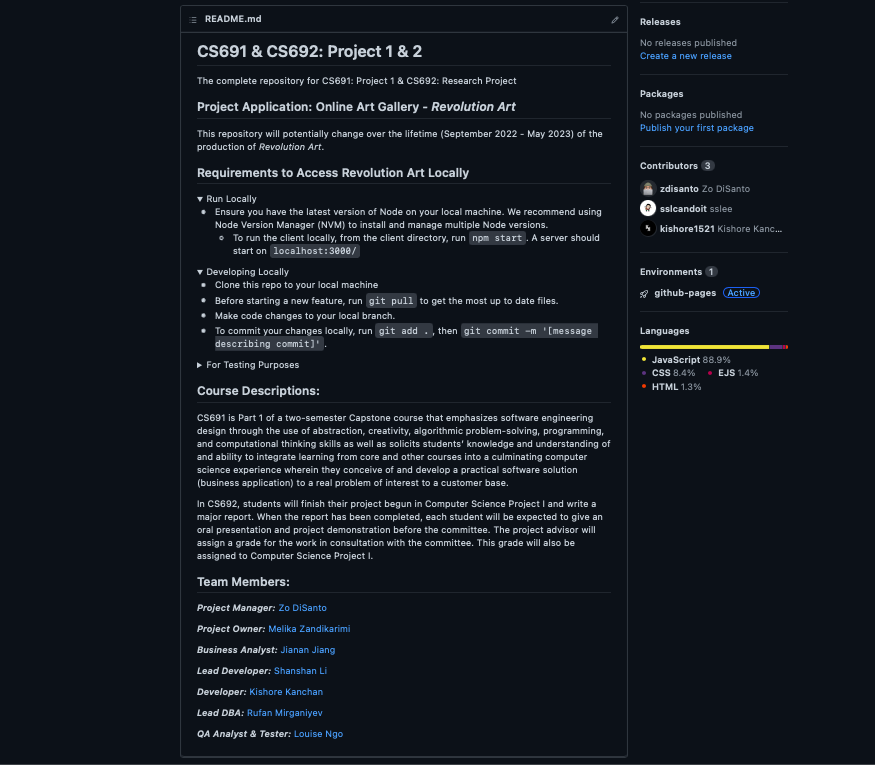 README.md
CS691 & CS692: Project 1 & 2
The complete repository for CS691: Project 1 & CS692: Research Project
Project Application: Online Art Gallery - Revolution Art
This repository will potentially change over the lifetime (September 2022 - May 2023) of the
production of Revolution Art.
Requirements to Access Revolution Art Locally
▼ Run Locally
• Ensure you have the latest version of Node on your local machine. We recommend using
Node Version Manager (NVM) to install and manage multiple Node versions.
◦ To run the client locally, from the client directory, run npm start. A server should
start on localhost:3000/
▼ Developing Locally
• Clone this repo to your local machine
• Before starting a new feature, run git pull to get the most up to date files.
• Make code changes to your local branch.
• To commit your changes locally, run git add ., then git commit -m '[message
describing commit]'.
▶ For Testing Purposes
Course Descriptions:
CS691 is Part 1 of a two-semester Capstone course that emphasizes software engineering
design through the use of abstraction, creativity, algorithmic problem-solving, programming,
and computational thinking skills as well as solicits students' knowledge and understanding of
and ability to integrate learning from core and other courses into a culminating computer
science experience wherein they conceive of and develop a practical software solution
(business application) to a real problem of interest to a customer base.
In CS692, students will finish their project begun in Computer Science Project I and write a
major report. When the report has been completed, each student will be expected to give an
oral presentation and project demonstration before the committee. The project advisor will
assign a grade for the work in consultation with the committee. This grade will also be
assigned to Computer Science Project I.
Team Members:
Project Manager: Zo DiSanto
Project Owner: Melika Zandikarimi
Business Analyst: Jianan Jiang
Lead Developer: Shanshan Li
Developer: Kishore Kanchan
Lead DBA: Rufan Mirganiyev
QA Analyst & Tester: Louise Ngo
Releases
No releases published
Create a new release
Packages
No packages published
Publish your first package
Contributors 3
zdisanto Zo DiSanto
sslcandoit sslee
kishore1521 Kishore Kanc...
Environments 1
github-pages Active
Languages
• JavaScript 88.9%
• CSS 8.4% • EJS 1.4%
• HTML 1.3%